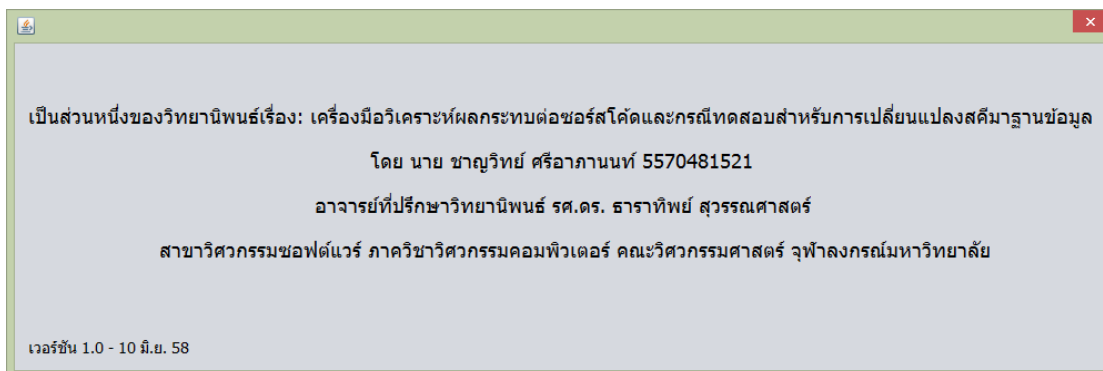 เป็นส่วนหนึ่งของวิทยานิพนธ์เรื่อง: เครื่องมือวิเคราะห์ผลกระทบต่อซอร์สโค้ดและกรณีทดสอบสำหรับการเปลี่ยนแปลงสคีมาฐานข้อมูล
โดย นาย ชาญวิทย์ ศรีอาภานนท์ 5570481521
อาจารย์ที่ปรึกษาวิทยานิพนธ์ รศ.ดร. ธาราทิพย์ สุวรรณศาสตร์
สาขาวิศวกรรมซอฟต์แวร์ ภาควิชาวิศวกรรมคอมพิวเตอร์ คณะวิศวกรรมศาสตร์ จุฬาลงกรณ์มหาวิทยาลัย
เวอร์ชัน 1.0 - 10 มิ.ย. 58